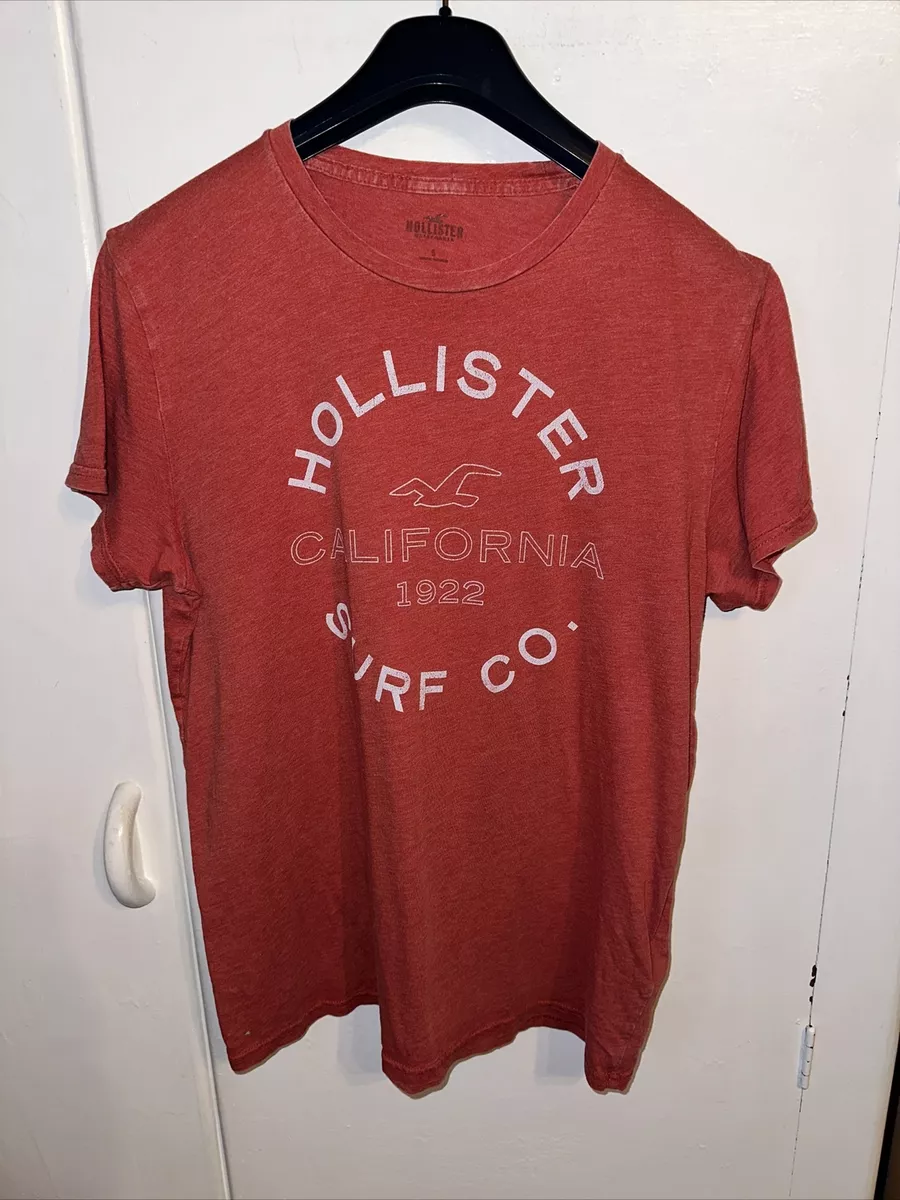 HOLLISTER
S
HOLLISTER
CALIFORNIA
1922
SURF CO.